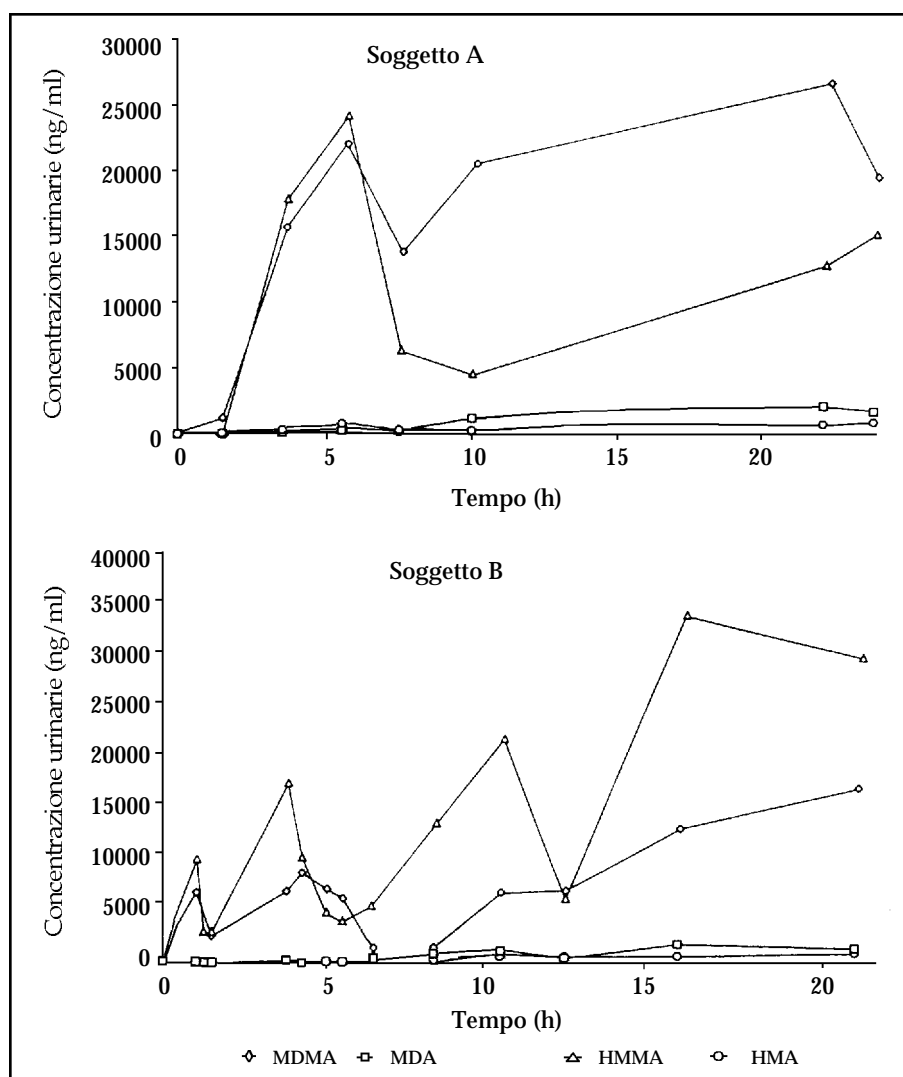 Soggetto A
Concentrazione urinarie (ng/ml)
30000
25000
20000
15000
10000
5000
0
0 5 10 15 20
Tempo (h)
Soggetto B
Concentrazione urinarie (ng/ml)
40000
35000
30000
25000
20000
15000
10000
5000
0
0 5 10 15 20
Tempo (h)
MDMA MDA HMMA HMA